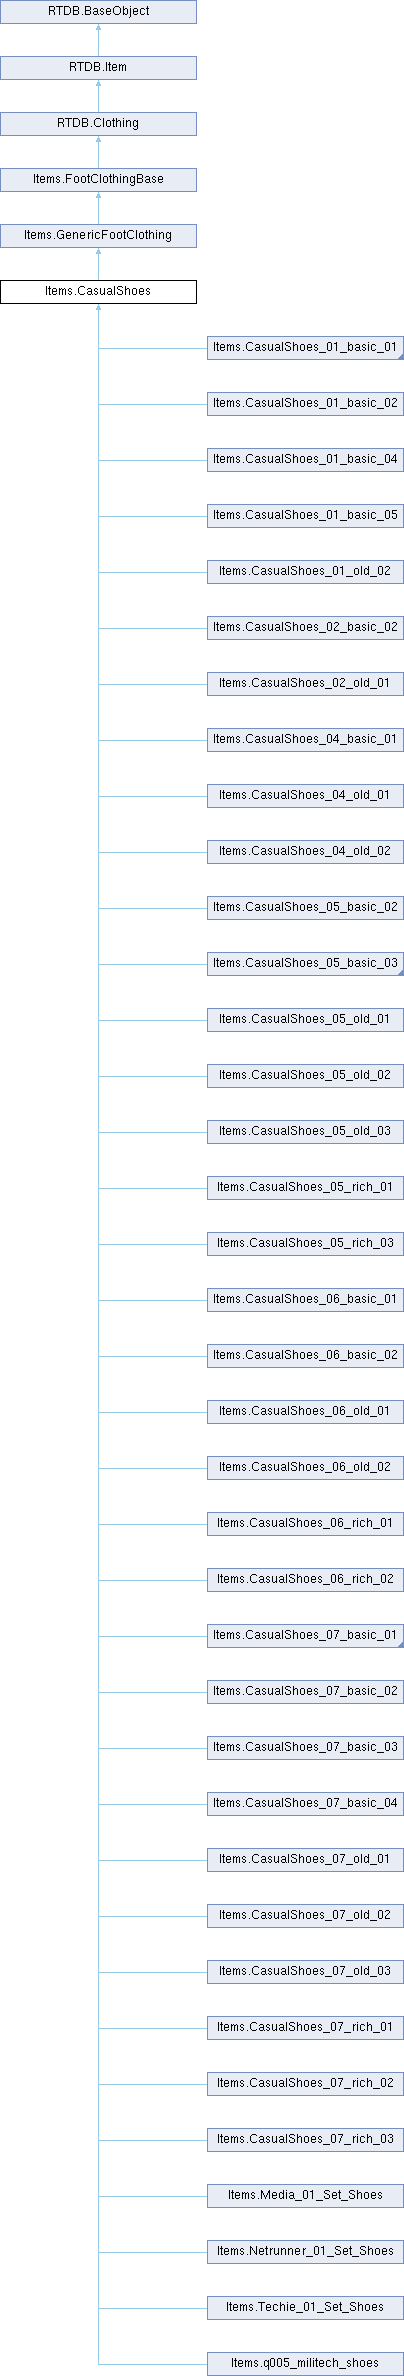 RTDB.BaseObject
RTDB.Item
RTDB.Clothing
Items.FootClothingBase
Items.GenericFootClothing
Items.CasualShoes
Items.CasualShoes_01_basic_01
Items.CasualShoes_01_basic_02
Items.CasualShoes_01_basic_04
Items.CasualShoes_01_basic_05
Items.CasualShoes_01_old_02
Items.CasualShoes_02_basic_02
Items.CasualShoes_02_old_01
Items.CasualShoes_04_basic_01
Items.CasualShoes_04_old_01
Items.CasualShoes_04_old_02
Items.CasualShoes_05_basic_02
Items.CasualShoes_05_basic_03
Items.CasualShoes_05_old_01
Items.CasualShoes_05_old_02
Items.CasualShoes_05_old_03
Items.CasualShoes_05_rich_01
Items.CasualShoes_05_rich_03
Items.CasualShoes_06_basic_01
Items.CasualShoes_06_basic_02
Items.CasualShoes_06_old_01
Items.CasualShoes_06_old_02
Items.CasualShoes_06_rich_01
Items.CasualShoes_06_rich_02
Items.CasualShoes_07_basic_01
Items.CasualShoes_07_basic_02
Items.CasualShoes_07_basic_03
Items.CasualShoes_07_basic_04
Items.CasualShoes_07_old_01
Items.CasualShoes_07_old_02
Items.CasualShoes_07_old_03
Items.CasualShoes_07_rich_01
Items.CasualShoes_07_rich_02
Items.CasualShoes_07_rich_03
Items.Media_01_Set_Shoes
Items.Netrunner_01_Set_Shoes
Items.Techie_01_Set_Shoes
Items.q005_militech_shoes